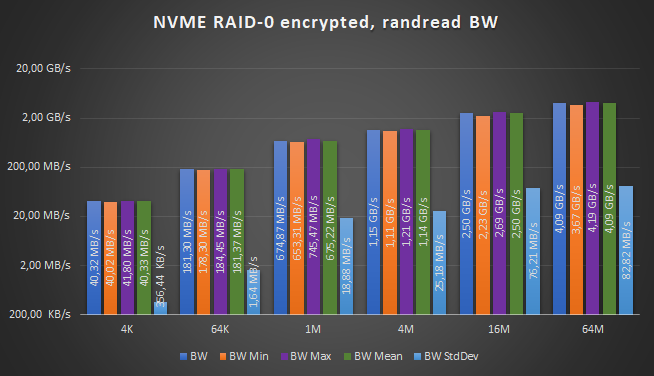 NVME RAID-0 encrypted, randread BW
20,00 GB/s
2,00 GB/s
200,00 MB/s
20,00 MB/s
2,00 MB/s
200,00 KB/s
40,32 MB/s
40,02 MB/s
41,80 MB/s
40,33 MB/s
356,44 KB/s
181,30 MB/s
178,30 MB/s
184,45 MB/s
181,37 MB/s
1,64 MB/s
674,87 MB/s
653,31 MB/s
745,47 MB/s
675,22 MB/s
18,88 MB/s
1,15 GB/s
1,11 GB/s
1,21 GB/s
1,14 GB/s
25,18 MB/s
2,50 GB/s
2,23 GB/s
2,69 GB/s
2,50 GB/s
76,21 MB/s
4,09 GB/s
3,67 GB/s
4,19 GB/s
4,09 GB/s
82,82 MB/s
4K 64K 1M 4M 16M 64M
BW BW Min BW Max BW Mean BW StdDev